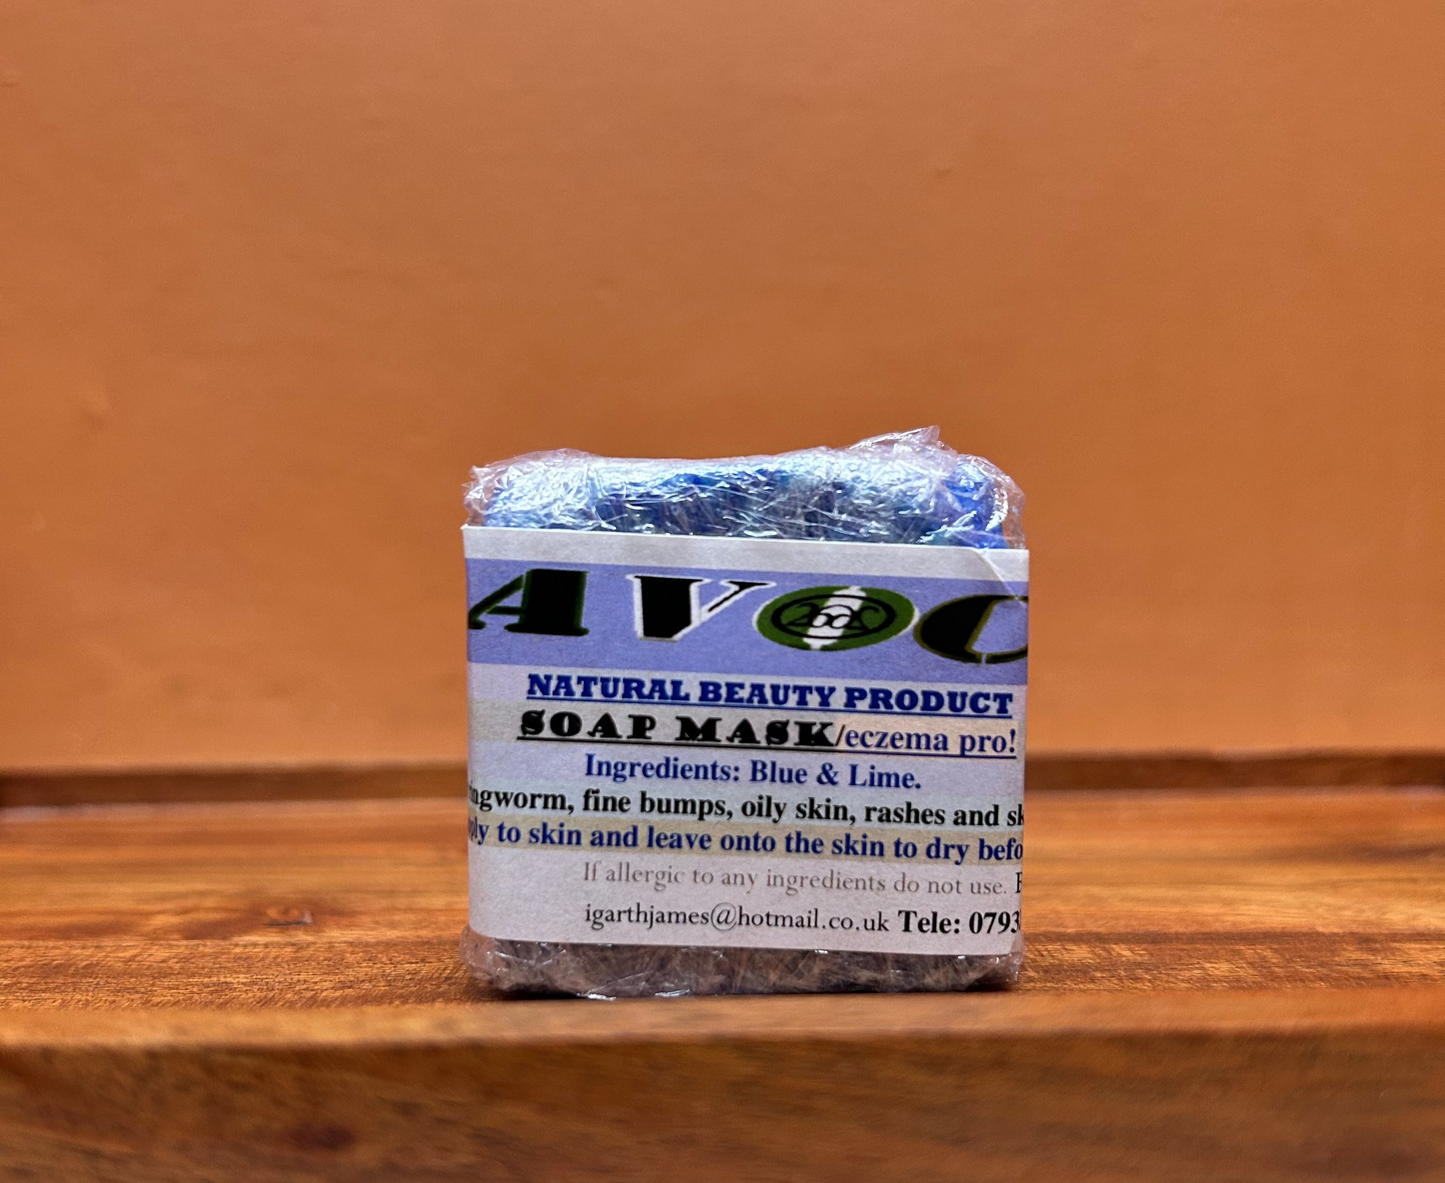 AVOC
NATURAL BEAUTY PRODUCT
SOAP MASK/eczema pro!
Ingredients: Blue & Lime.
ngworm, fine bumps, oily skin, rashes and sk
ly to skin and leave onto the skin to dry befo
If allergic to any ingredients do not use.
igarthjames@hotmail.co.uk Tele: 0793